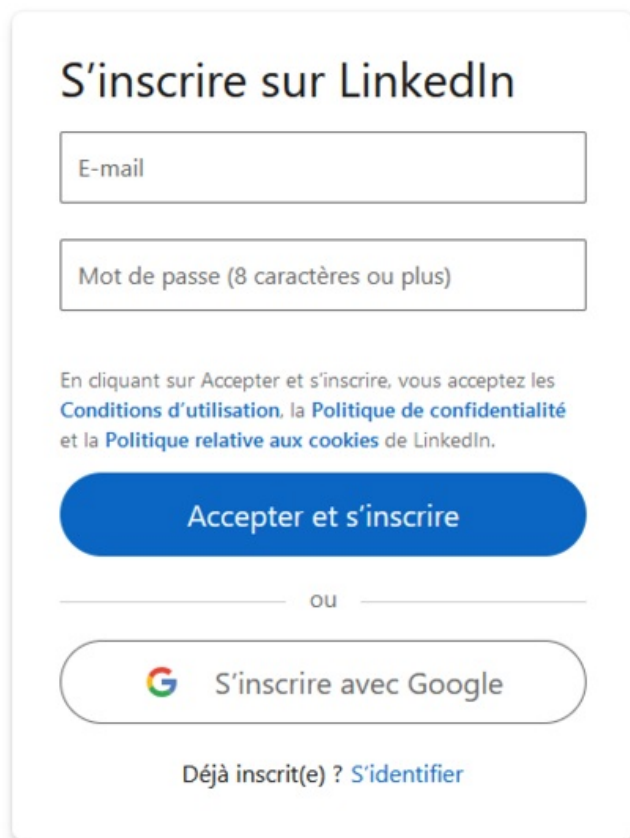 S’inscrire sur LinkedIn
E-mail
Mot de passe (8 caractères ou plus)
En cliquant sur Accepter et s’inscrire, vous acceptez les
Conditions d’utilisation, la Politique de confidentialité
et la Politique relative aux cookies de LinkedIn.
Accepter et s’inscrire
ou
S’inscrire avec Google
Déjà inscrit(e) ? S’identifier